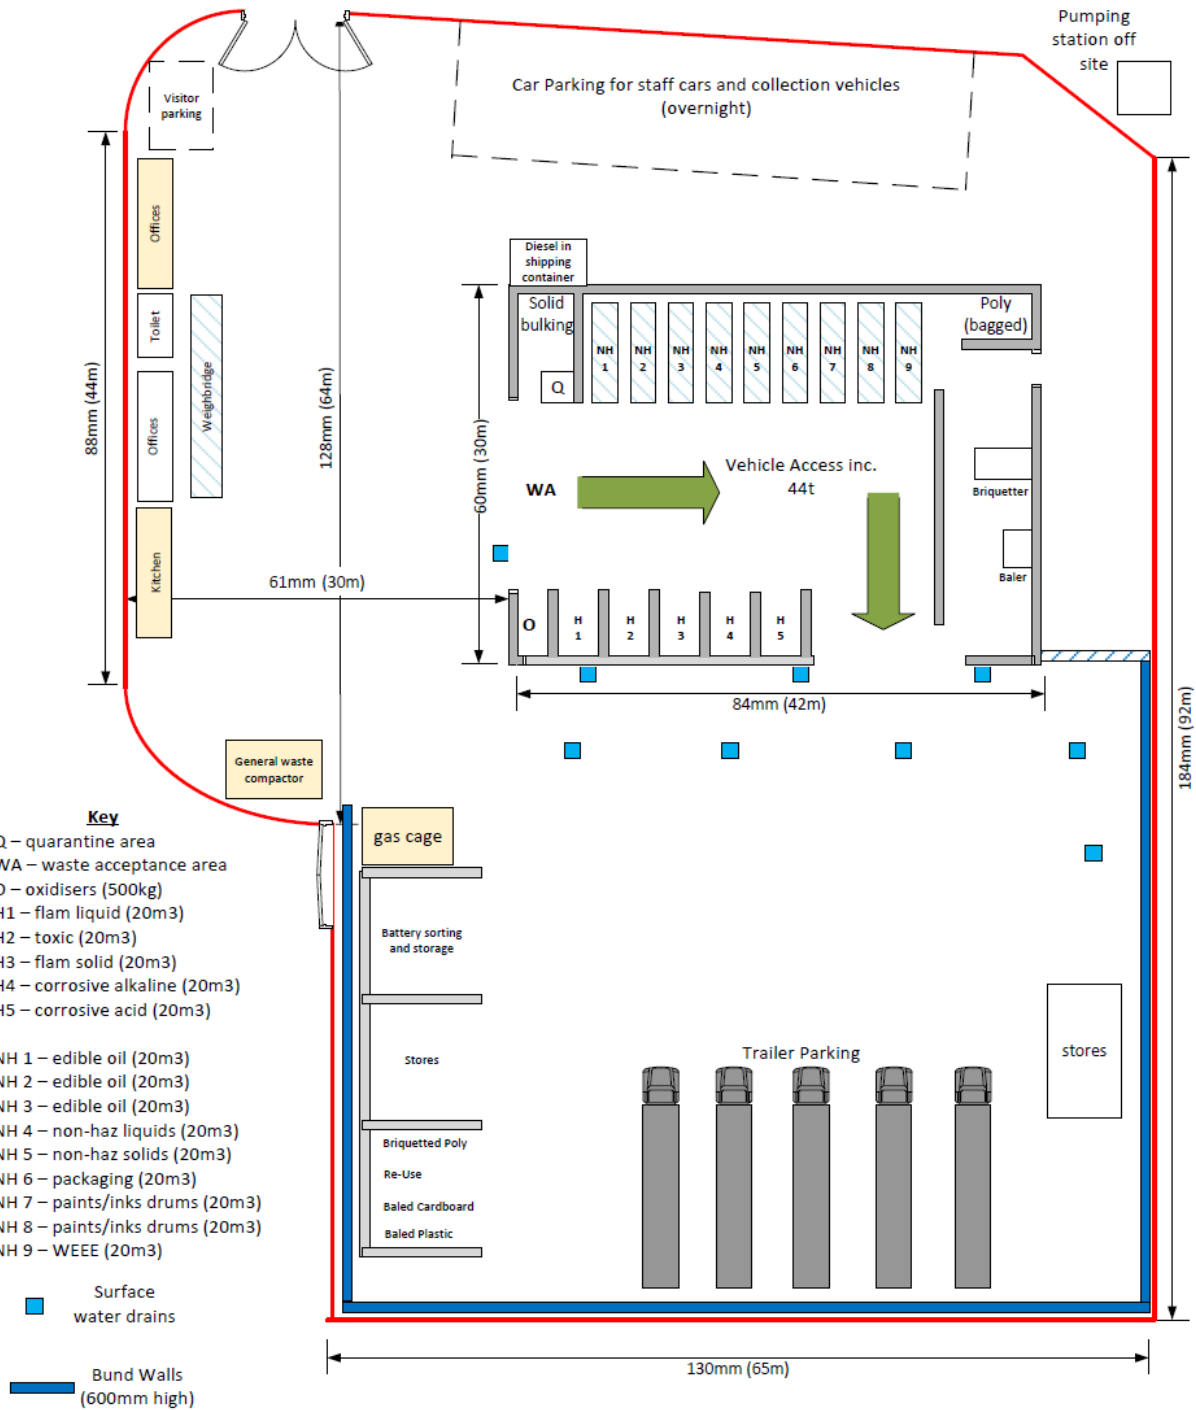 Pumping
station off
site
Car Parking for staff cars and collection vehicles
(overnight)
Visitor
parking
Offices
Toilet
Offices
Kitchen
Weighbridge
88mm (44m)
128mm (64m)
Diesel in
shipping
container
Solid
bulking
Q
NH
1
NH
2
NH
3
NH
4
NH
5
NH
6
NH
7
NH
8
NH
9
Poly
(bagged)
60mm (30m)
WA
Vehicle Access inc.
44t
Briquetter
Baler
61mm (30m)
O
H
1
H
2
H
3
H
4
H
5
84mm (42m)
184mm (92m)
General waste
compactor
gas cage
Battery sorting
and storage
Stores
Briquetted Poly
Re-Use
Baled Cardboard
Baled Plastic
Trailer Parking
stores
130mm (65m)
Key
Q – quarantine area
WA – waste acceptance area
O – oxidisers (500kg)
H1 – flam liquid (20m3)
H2 – toxic (20m3)
H3 – flam solid (20m3)
H4 – corrosive alkaline (20m3)
H5 – corrosive acid (20m3)
NH 1 – edible oil (20m3)
NH 2 – edible oil (20m3)
NH 3 – edible oil (20m3)
NH 4 – non-haz liquids (20m3)
NH 5 – non-haz solids (20m3)
NH 6 – packaging (20m3)
NH 7 – paints/inks drums (20m3)
NH 8 – paints/inks drums (20m3)
NH 9 – WEEE (20m3)
Surface
water drains
Bund Walls
(600mm high)